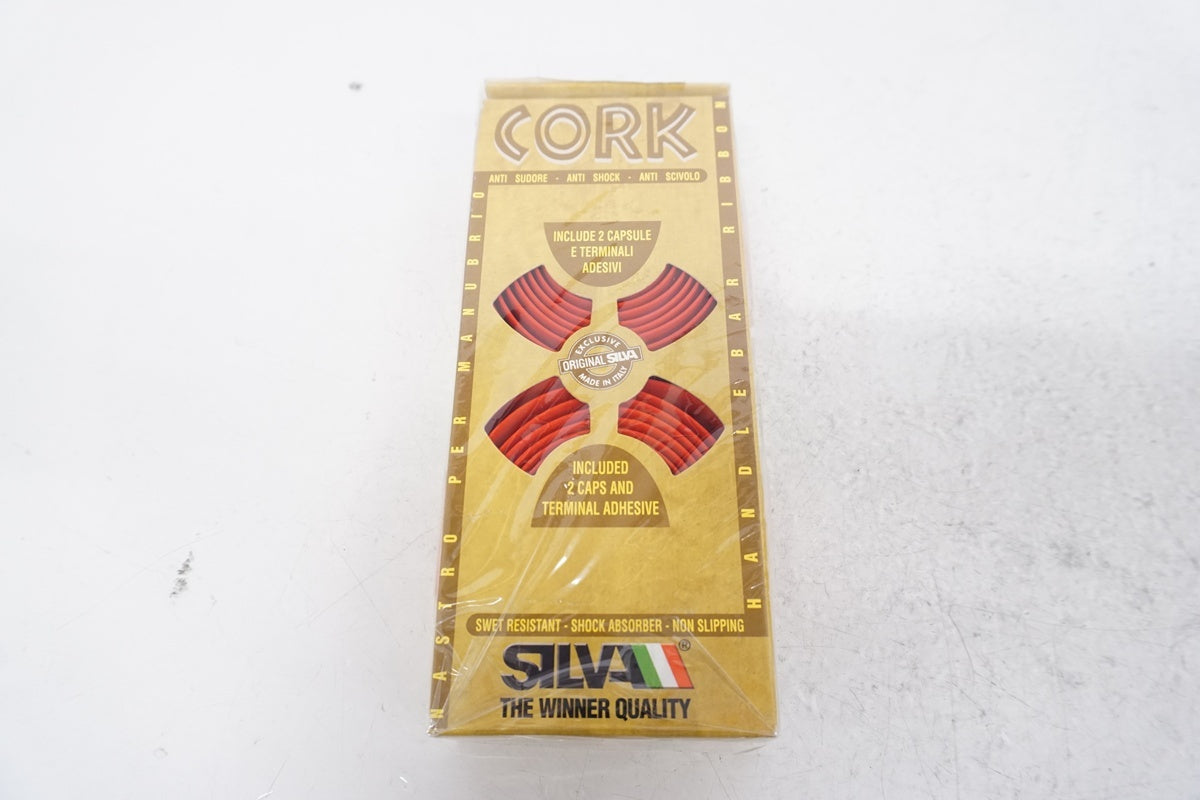 CORK
ANTI SUDORE - ANTI SHOCK - ANTI SCIVOLO
NASTRO PER MANUBRIO
HANDLEBAR RIBBON
INCLUDE 2 CAPSULE
E TERMINALI
ADESIVI
EXCLUSIVE
ORIGINAL SILVA
MADE IN ITALY
INCLUDED
2 CAPS AND
TERMINAL ADHESIVE
SWET RESISTANT - SHOCK ABSORBER - NON SLIPPING
SILVA®
THE WINNER QUALITY